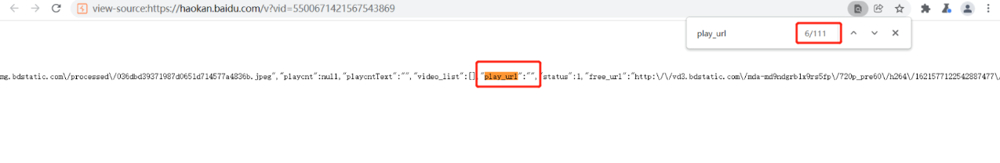 view-source:https://haokan.baidu.com/v?vid=5500671421567543869
play_url
6/111
mg.bdstatic.com\/processed\/036dbd39371987d0651d714577a4836b.jpeg","playcnt":null,"playcntText":"","video_list":[],"play_url":"","status":1,"free_url":"http:\/\/vd3.bdstatic.com\/mda-md9ndgrblx9rs5fp\/720p_pre60\/h264\/1621577122542887477\/